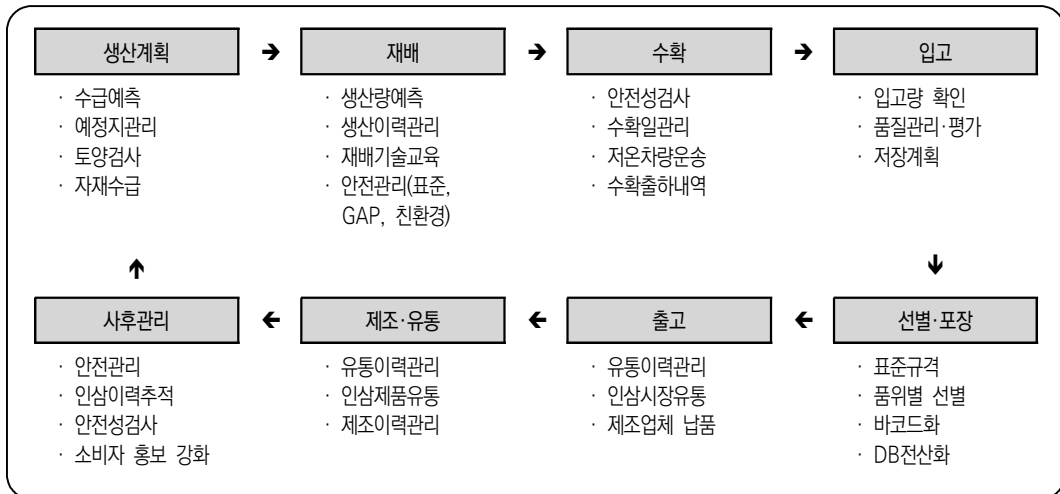 생산계획 ➔ 재배 ➔ 수확 ➔ 입고
· 수급예측
· 예정지관리
· 토양검사
· 자재수급
· 생산량예측
· 생산이력관리
· 재배기술교육
· 안전관리(표준,
GAP, 친환경)
· 안전성검사
· 수확일관리
· 저온차량운송
· 수확출하내역
· 입고량 확인
· 품질관리·평가
· 저장계획
사후관리 제조·유통 출고 선별·포장
· 안전관리
· 인삼이력추적
· 안전성검사
· 소비자 홍보 강화
· 유통이력관리
· 인삼제품유통
· 제조이력관리
· 유통이력관리
· 인삼시장유통
· 제조업체 납품
· 표준규격
· 품위별 선별
· 바코드화
· DB전산화